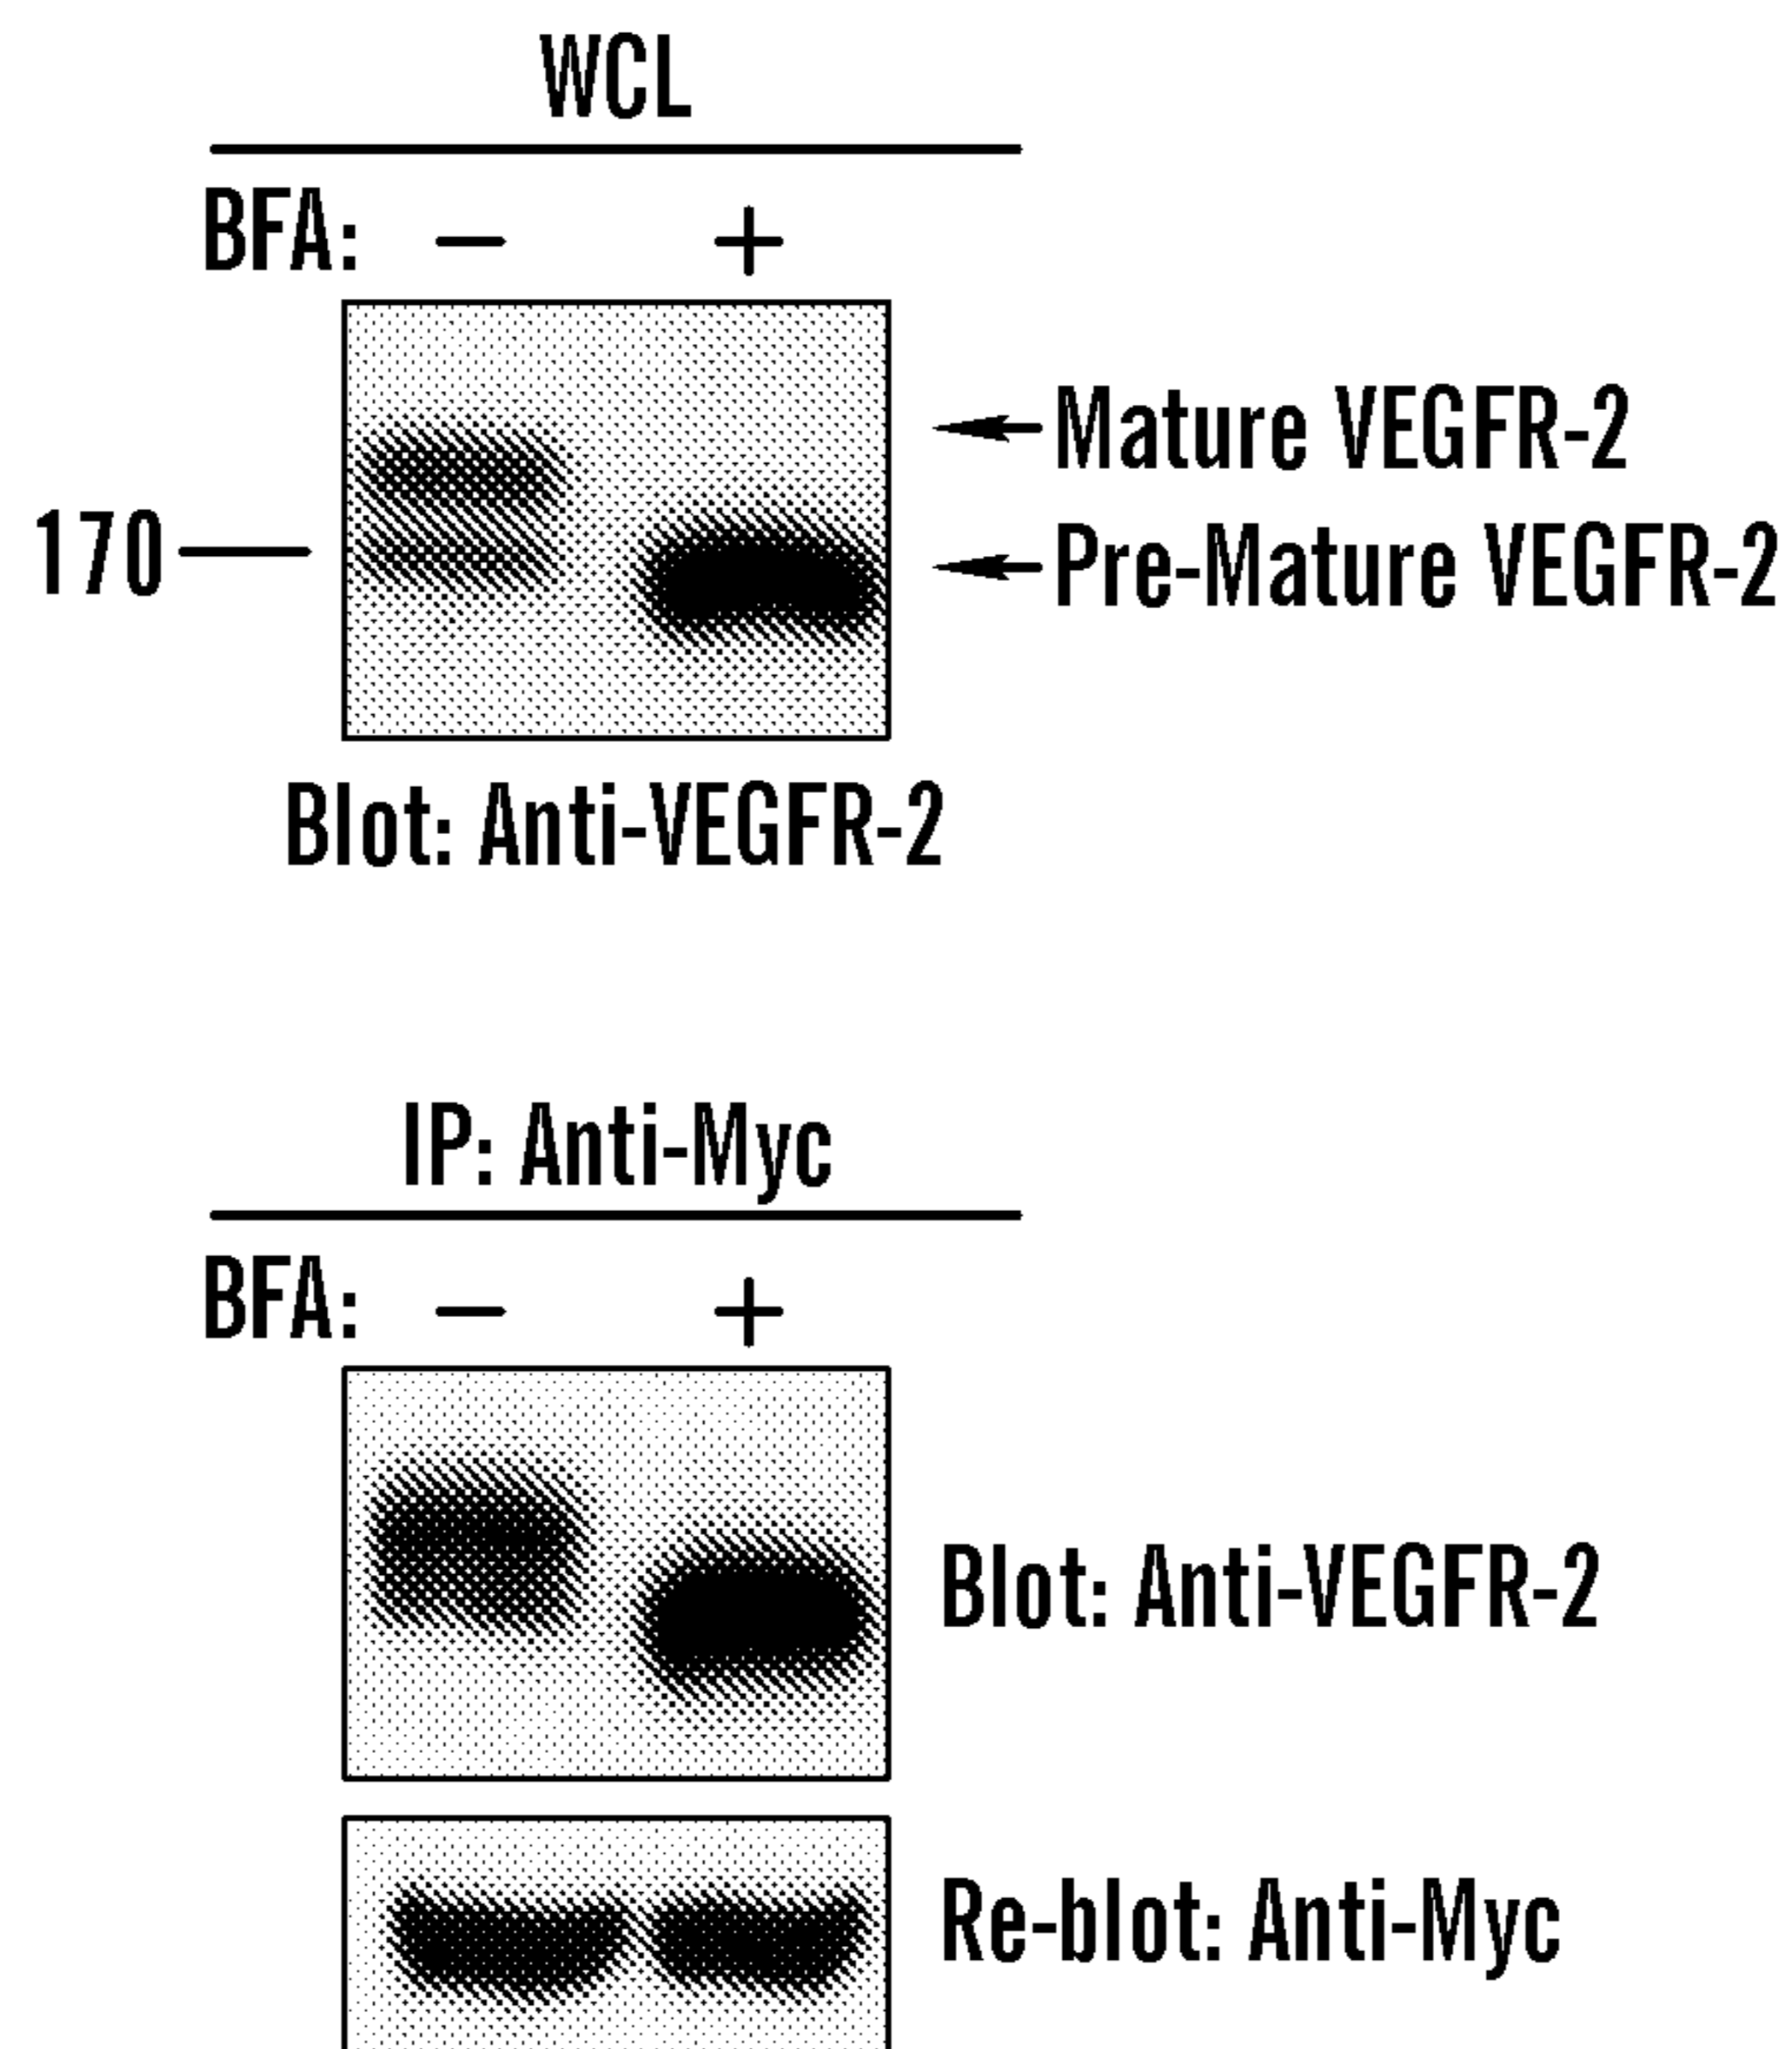 WCL
BFA: − +
Mature VEGFR-2
170
Pre-Mature VEGFR-2
Blot: Anti-VEGFR-2
IP: Anti-Myc
BFA: − +
Blot: Anti-VEGFR-2
Re-blot: Anti-Myc